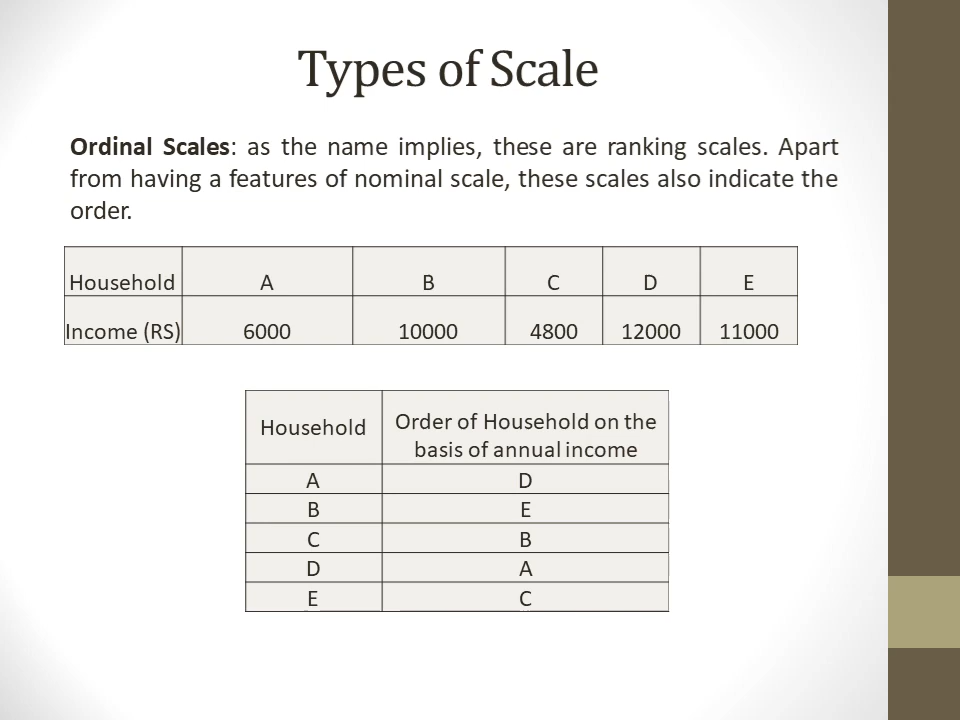 Types of Scale
Ordinal Scales: as the name implies, these are ranking scales. Apart
from having a features of nominal scale, these scales also indicate the
order.
Household A B C D E
Income (RS) 6000 10000 4800 12000 11000
Household Order of Household on the
basis of annual income
A D
B E
C B
D A
E C